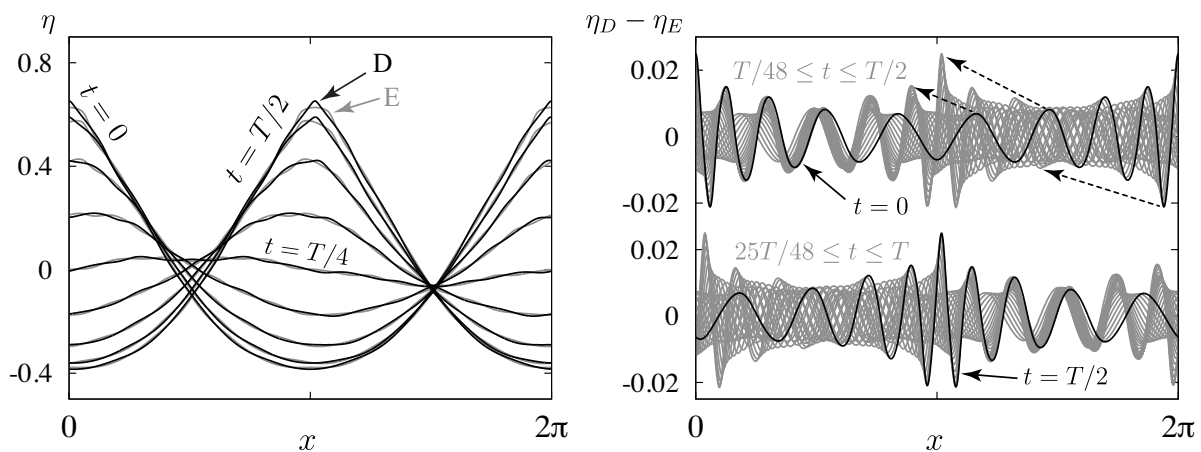 η
0.8
0.4
0
-0.4
0
x
2π
t = 0
t = T/2
t = T/4
D
E
η_D − η_E
0.02
0
-0.02
0.02
0
-0.02
0
x
2π
T/48 ≤ t ≤ T/2
t = 0
25T/48 ≤ t ≤ T
t = T/2